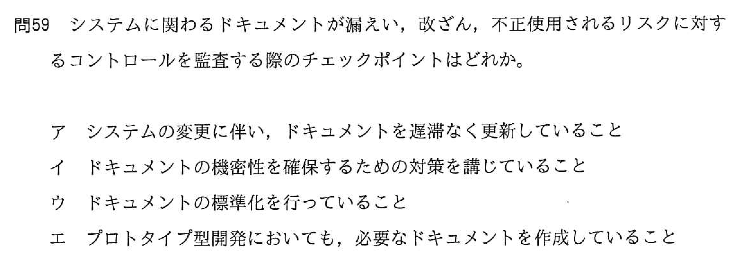 問59 システムに関わるドキュメントが漏えい，改ざん，不正使用されるリスクに対す
るコントロールを監査する際のチェックポイントはどれか。
ア システムの変更に伴い，ドキュメントを遅滞なく更新していること
イ ドキュメントの機密性を確保するための対策を講じていること
ウ ドキュメントの標準化を行っていること
エ プロトタイプ型開発においても，必要なドキュメントを作成していること